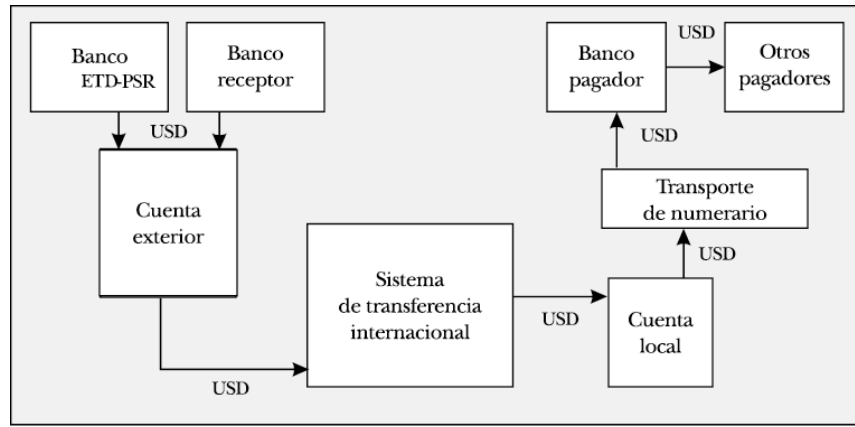 Banco
ETD-PSR
Banco
receptor
USD
Cuenta
exterior
USD
Sistema
de transferencia
internacional
USD
Cuenta
local
USD
Transporte
de numerario
USD
Banco
pagador
USD
Otros
pagadores